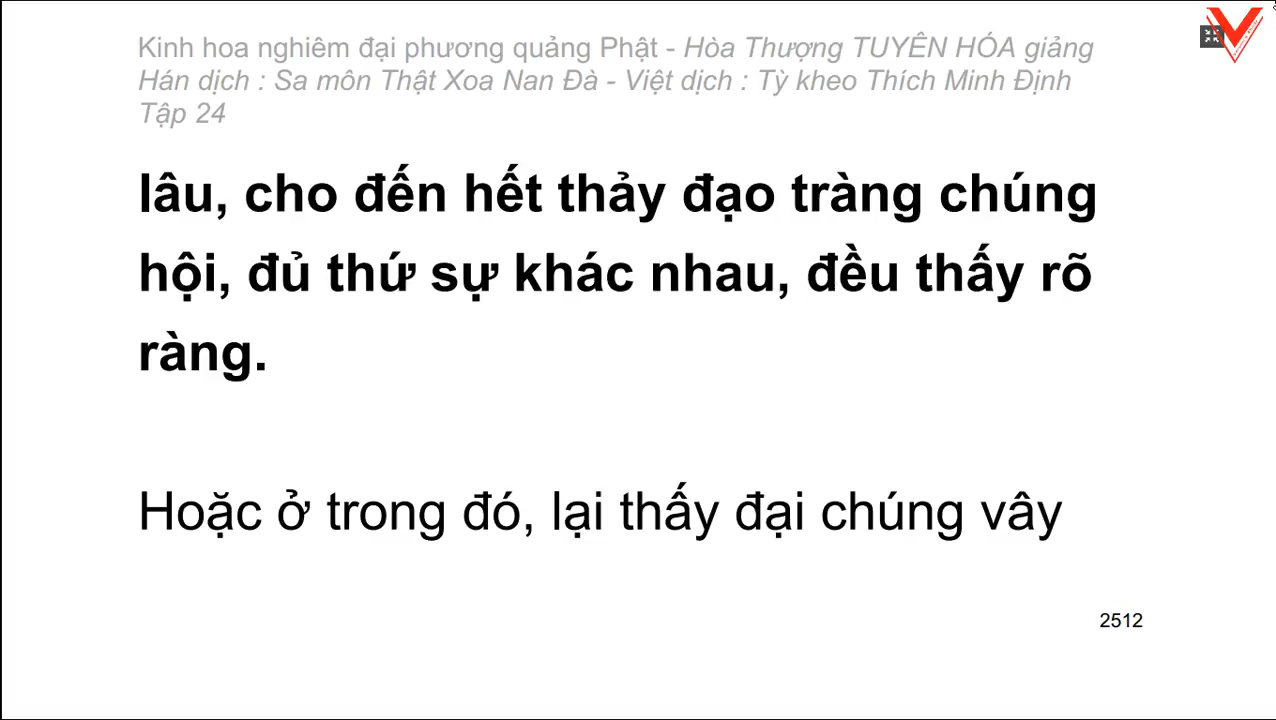 Kinh hoa nghiêm đại phương quảng Phật - Hòa Thượng TUYÊN HÓA giảng
Hán dịch : Sa môn Thật Xoa Nan Đà - Việt dịch : Tỳ kheo Thích Minh Định
Tập 24
lâu, cho đến hết thảy đạo tràng chúng
hội, đủ thứ sự khác nhau, đều thấy rõ
ràng.
Hoặc ở trong đó, lại thấy đại chúng vây
2512